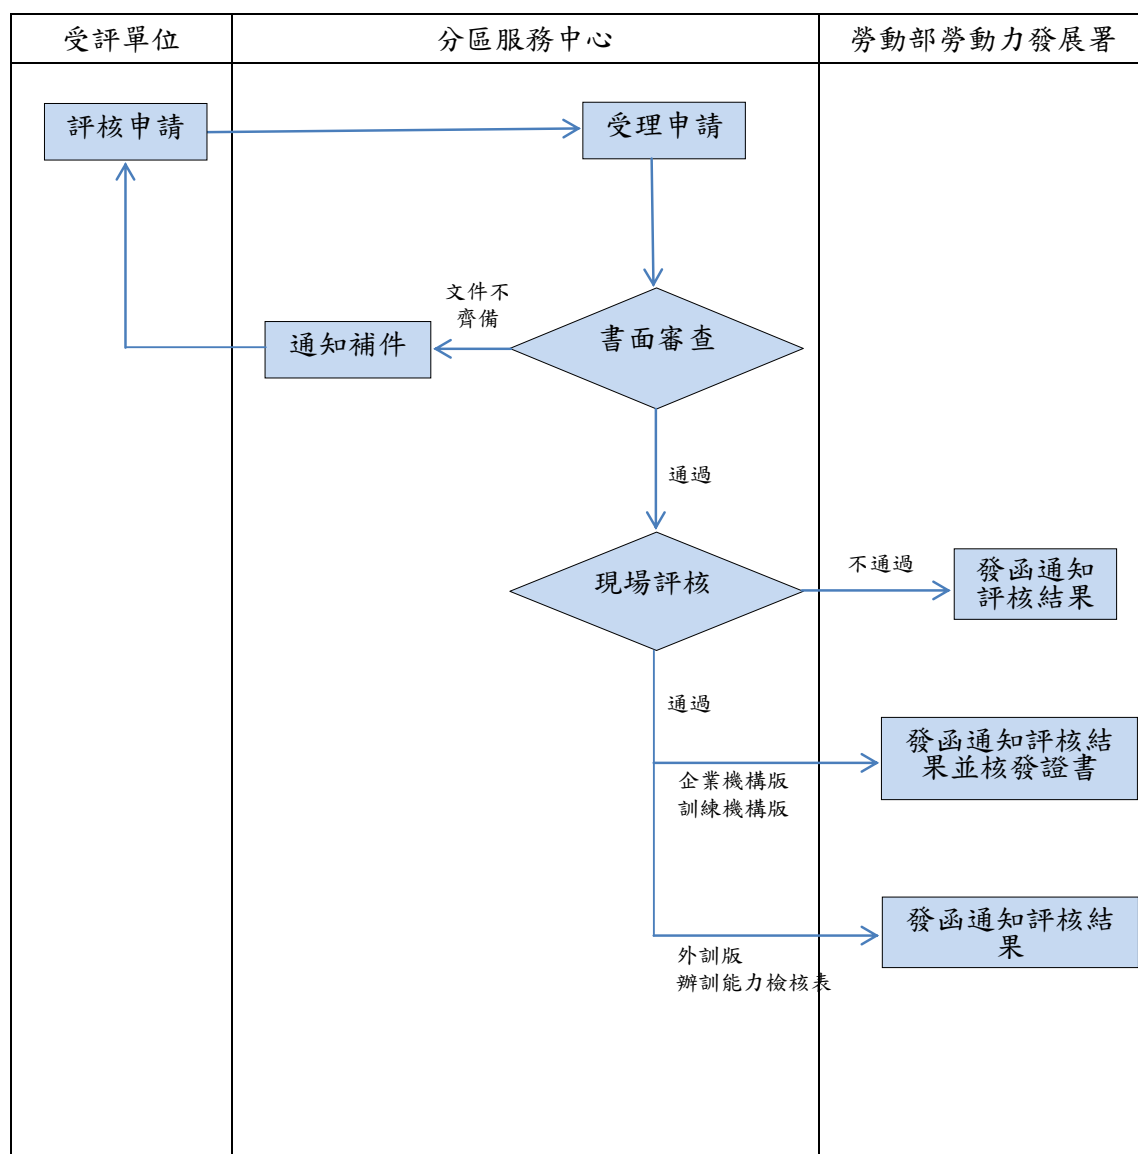 受評單位
分區服務中心
勞動部勞動力發展署
評核申請
受理申請
文件不
齊備
通知補件
書面審查
通過
現場評核
不通過
發函通知
評核結果
通過
發函通知評核結
果並核發證書
企業機構版
訓練機構版
發函通知評核結
果
外訓版
辦訓能力檢核表